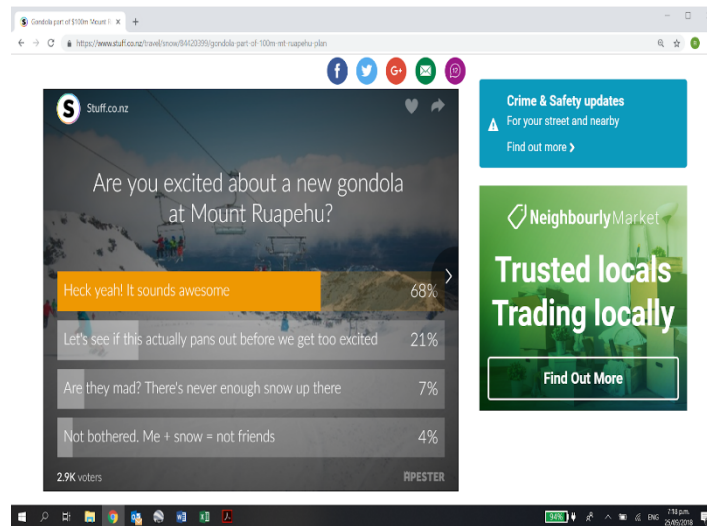 Gondola part of $100m Mount R
https://www.stuff.co.nz/travel/snow/84420399/gondola-part-of-100m-mt-ruapehu-plan
S Stuff.co.nz
Are you excited about a new gondola
at Mount Ruapehu?
Heck yeah! It sounds awesome 68%
Let's see if this actually pans out before we get too excited 21%
Are they mad? There's never enough snow up there 7%
Not bothered. Me + snow = not friends 4%
2.9K voters APESTER
Crime & Safety updates
For your street and nearby
Find out more
Neighbourly Market
Trusted locals
Trading locally
Find Out More
94% ENG 7:18 p.m.
25/09/2018